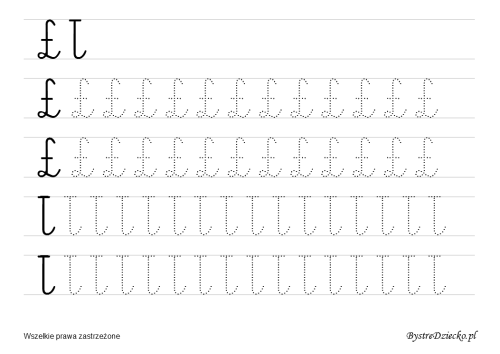 Ł ł
Ł Ł Ł Ł Ł Ł Ł Ł Ł Ł Ł Ł Ł
Ł Ł Ł Ł Ł Ł Ł Ł Ł Ł Ł Ł Ł
ł ł ł ł ł ł ł ł ł ł ł ł ł ł ł ł
ł ł ł ł ł ł ł ł ł ł ł ł ł ł ł ł
Wszelkie prawa zastrzeżone BystreDziecko.pl